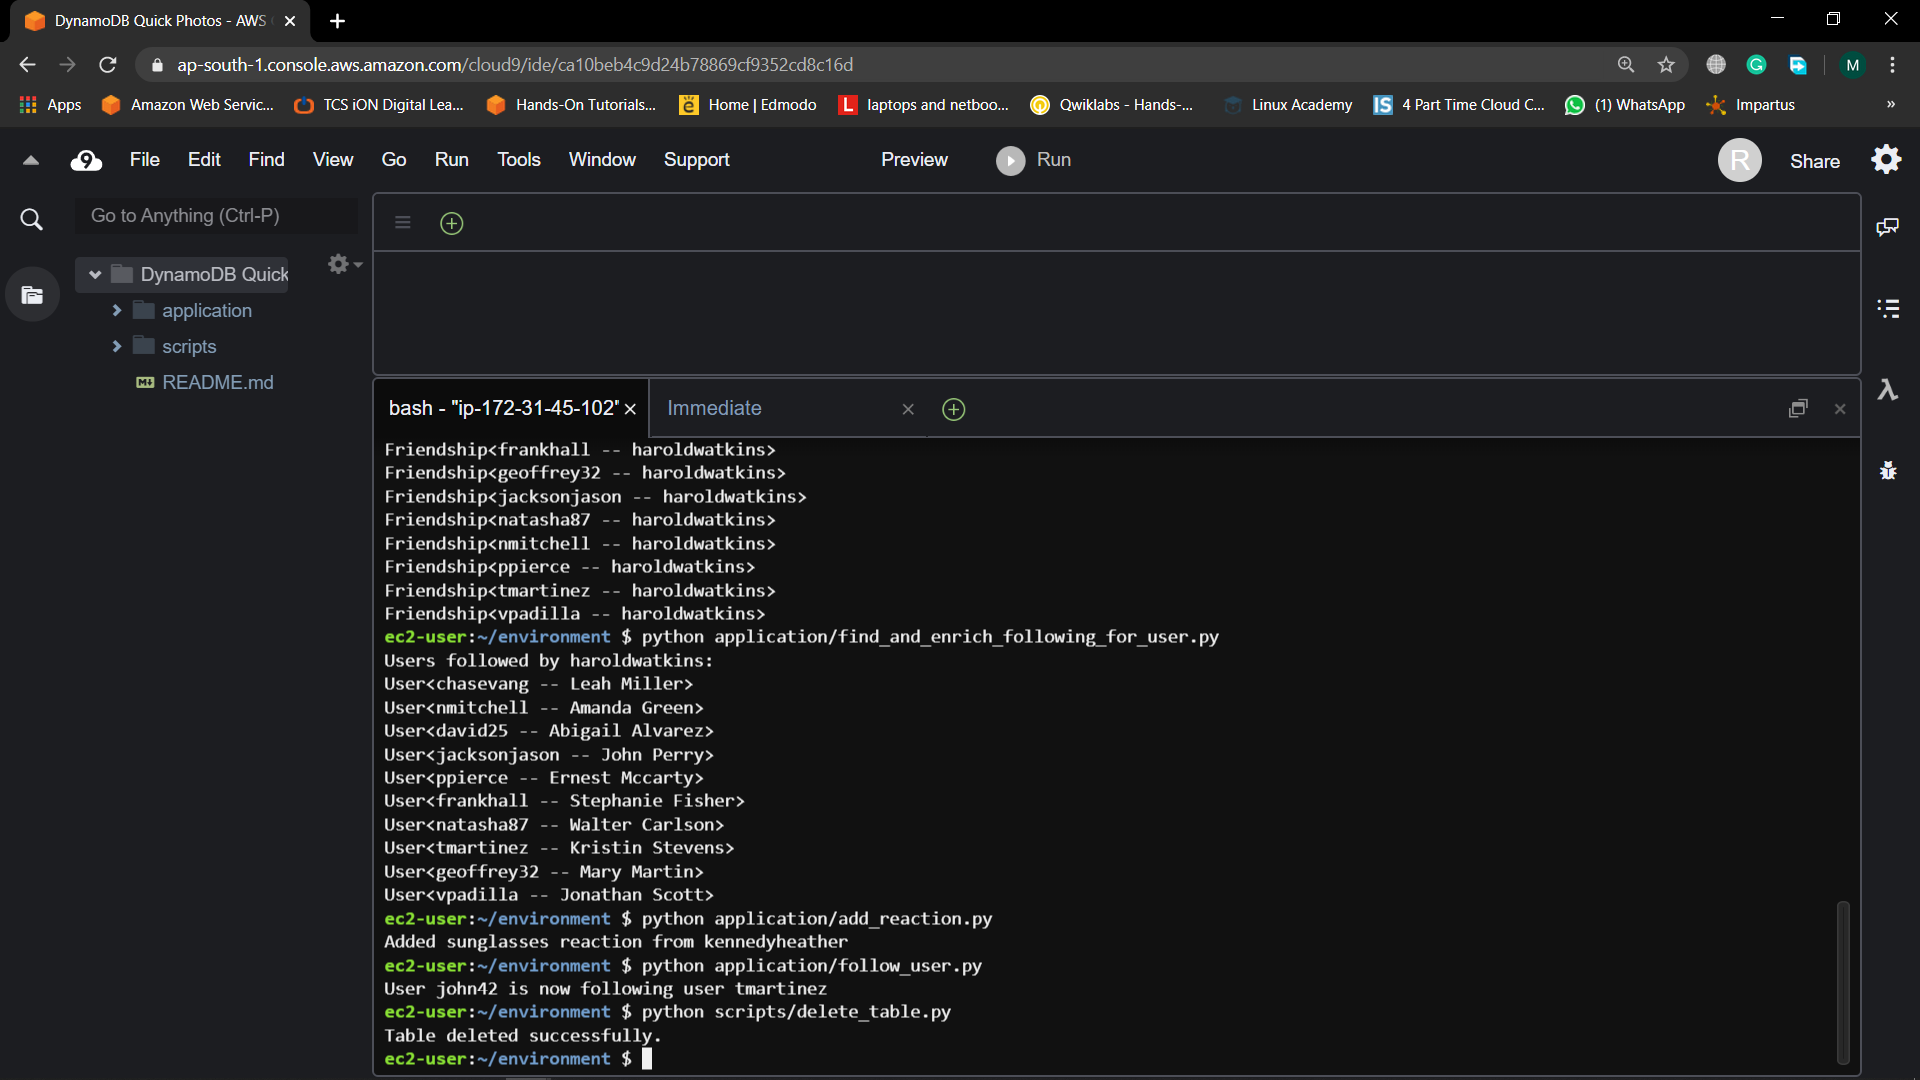 DynamoDB Quick Photos - AWS
ap-south-1.console.aws.amazon.com/cloud9/ide/ca10beb4c9d24b78869cf9352cd8c16d
M
Apps Amazon Web Servic... TCS iON Digital Lea... Hands-On Tutorials... Home | Edmodo laptops and netboo... Qwiklabs - Hands-... Linux Academy 4 Part Time Cloud C... (1) WhatsApp Impartus »
9 File Edit Find View Go Run Tools Window Support Preview Run R Share
Go to Anything (Ctrl-P)
DynamoDB Quick
application
scripts
README.md
bash - "ip-172-31-45-102" Immediate
Friendship<frankhall -- haroldwatkins>
Friendship<geoffrey32 -- haroldwatkins>
Friendship<jacksonjason -- haroldwatkins>
Friendship<natasha87 -- haroldwatkins>
Friendship<nmitchell -- haroldwatkins>
Friendship<ppierce -- haroldwatkins>
Friendship<tmartinez -- haroldwatkins>
Friendship<vpadilla -- haroldwatkins>
ec2-user:~/environment $ python application/find_and_enrich_following_for_user.py
Users followed by haroldwatkins:
User<chasevang -- Leah Miller>
User<nmitchell -- Amanda Green>
User<david25 -- Abigail Alvarez>
User<jacksonjason -- John Perry>
User<ppierce -- Ernest Mccarty>
User<frankhall -- Stephanie Fisher>
User<natasha87 -- Walter Carlson>
User<tmartinez -- Kristin Stevens>
User<geoffrey32 -- Mary Martin>
User<vpadilla -- Jonathan Scott>
ec2-user:~/environment $ python application/add_reaction.py
Added sunglasses reaction from kennedyheather
ec2-user:~/environment $ python application/follow_user.py
User john42 is now following user tmartinez
ec2-user:~/environment $ python scripts/delete_table.py
Table deleted successfully.
ec2-user:~/environment $